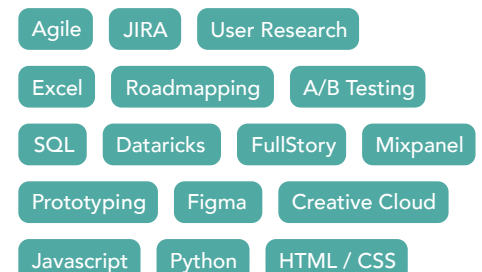 Agile JIRA User Research
Excel Roadmapping A/B Testing
SQL Dataricks FullStory Mixpanel
Prototyping Figma Creative Cloud
Javascript Python HTML / CSS